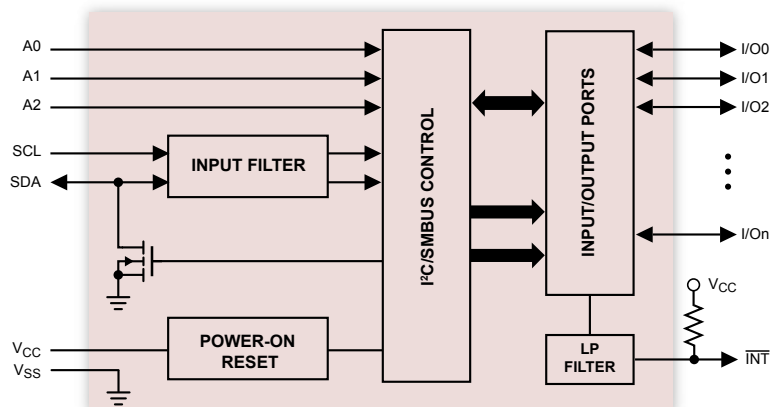 A0
A1
A2
SCL
SDA
INPUT FILTER
I²C/SMBUS CONTROL
INPUT/OUTPUT PORTS
I/O0
I/O1
I/O2
I/On
VCC
VSS
POWER-ON
RESET
LP
FILTER
VCC
INT